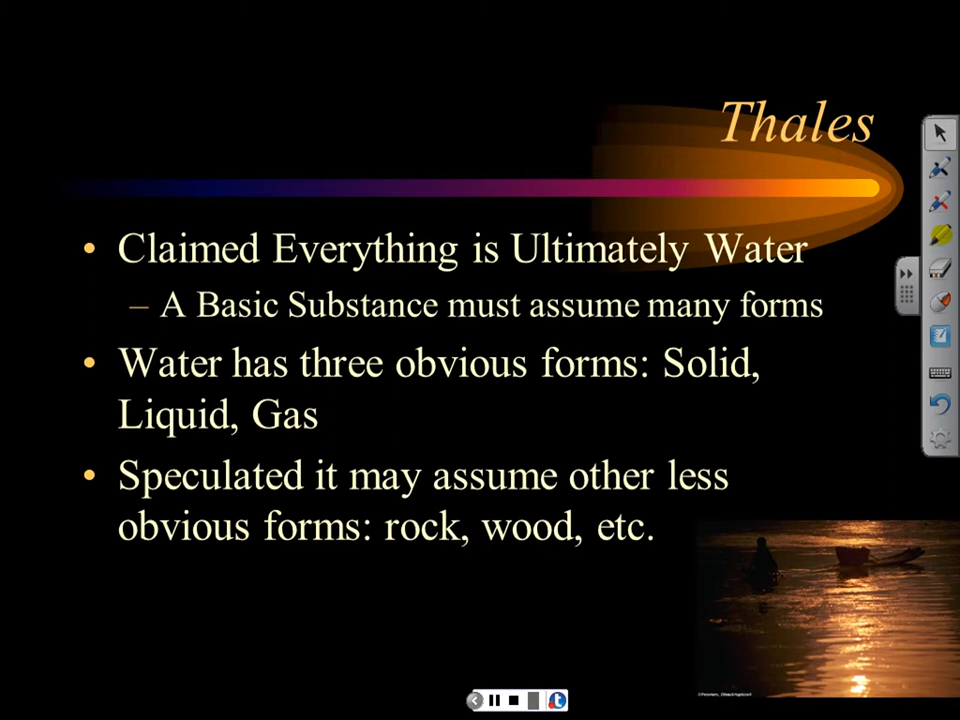 Thales
• Claimed Everything is Ultimately Water
– A Basic Substance must assume many forms
• Water has three obvious forms: Solid,
Liquid, Gas
• Speculated it may assume other less
obvious forms: rock, wood, etc.